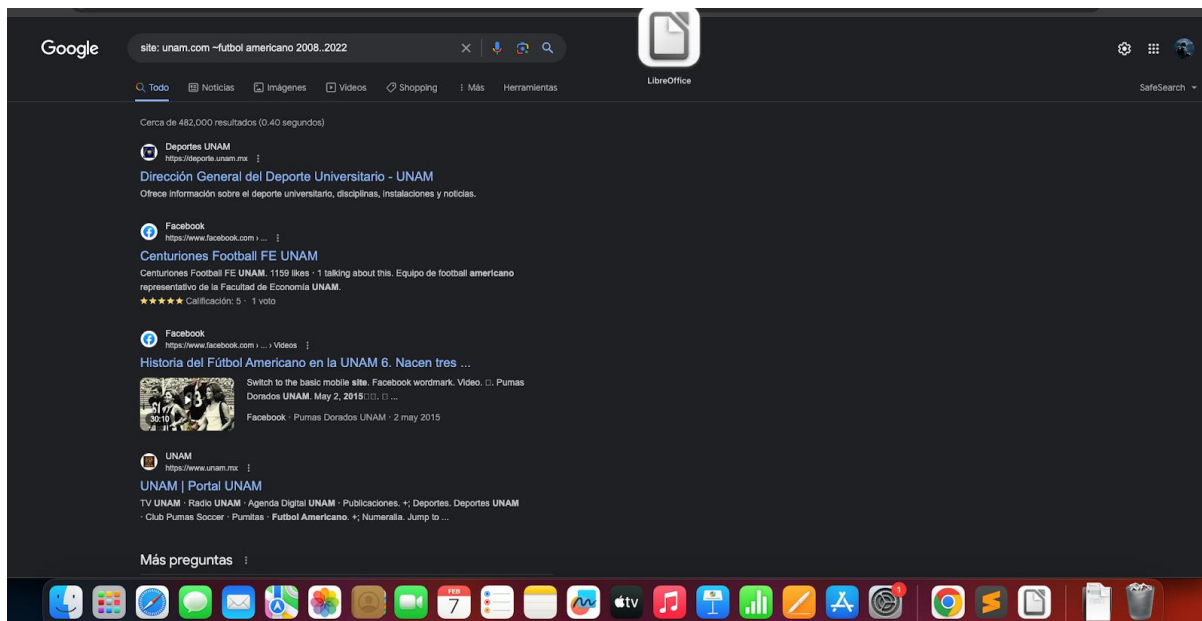 LibreOffice
Google
site: unam.com ~futbol americano 2008..2022
Todo Noticias Imágenes Videos Shopping Más Herramientas
SafeSearch
Cerca de 482,000 resultados (0.40 segundos)
Deportes UNAM
https://deporte.unam.mx
Dirección General del Deporte Universitario - UNAM
Ofrece información sobre el deporte universitario, disciplinas, instalaciones y noticias.
Facebook
https://www.facebook.com › ...
Centuriones Football FE UNAM
Centuriones Football FE UNAM. 1159 likes · 1 talking about this. Equipo de football americano
representativo de la Facultad de Economía UNAM.
★★★★★ Calificación: 5 · 1 voto
Facebook
https://www.facebook.com › ... › Videos
Historia del Fútbol Americano en la UNAM 6. Nacen tres ...
30:10
Switch to the basic mobile site. Facebook wordmark. Video. □. Pumas
Dorados UNAM. May 2, 2015□□. □ ...
Facebook · Pumas Dorados UNAM · 2 may 2015
UNAM
https://www.unam.mx
UNAM | Portal UNAM
TV UNAM · Radio UNAM · Agenda Digital UNAM · Publicaciones. +; Deportes. Deportes UNAM
· Club Pumas Soccer · Pumitas · Futbol Americano. +; Numeralia. Jump to ...
Más preguntas
FEB
7
tv
1